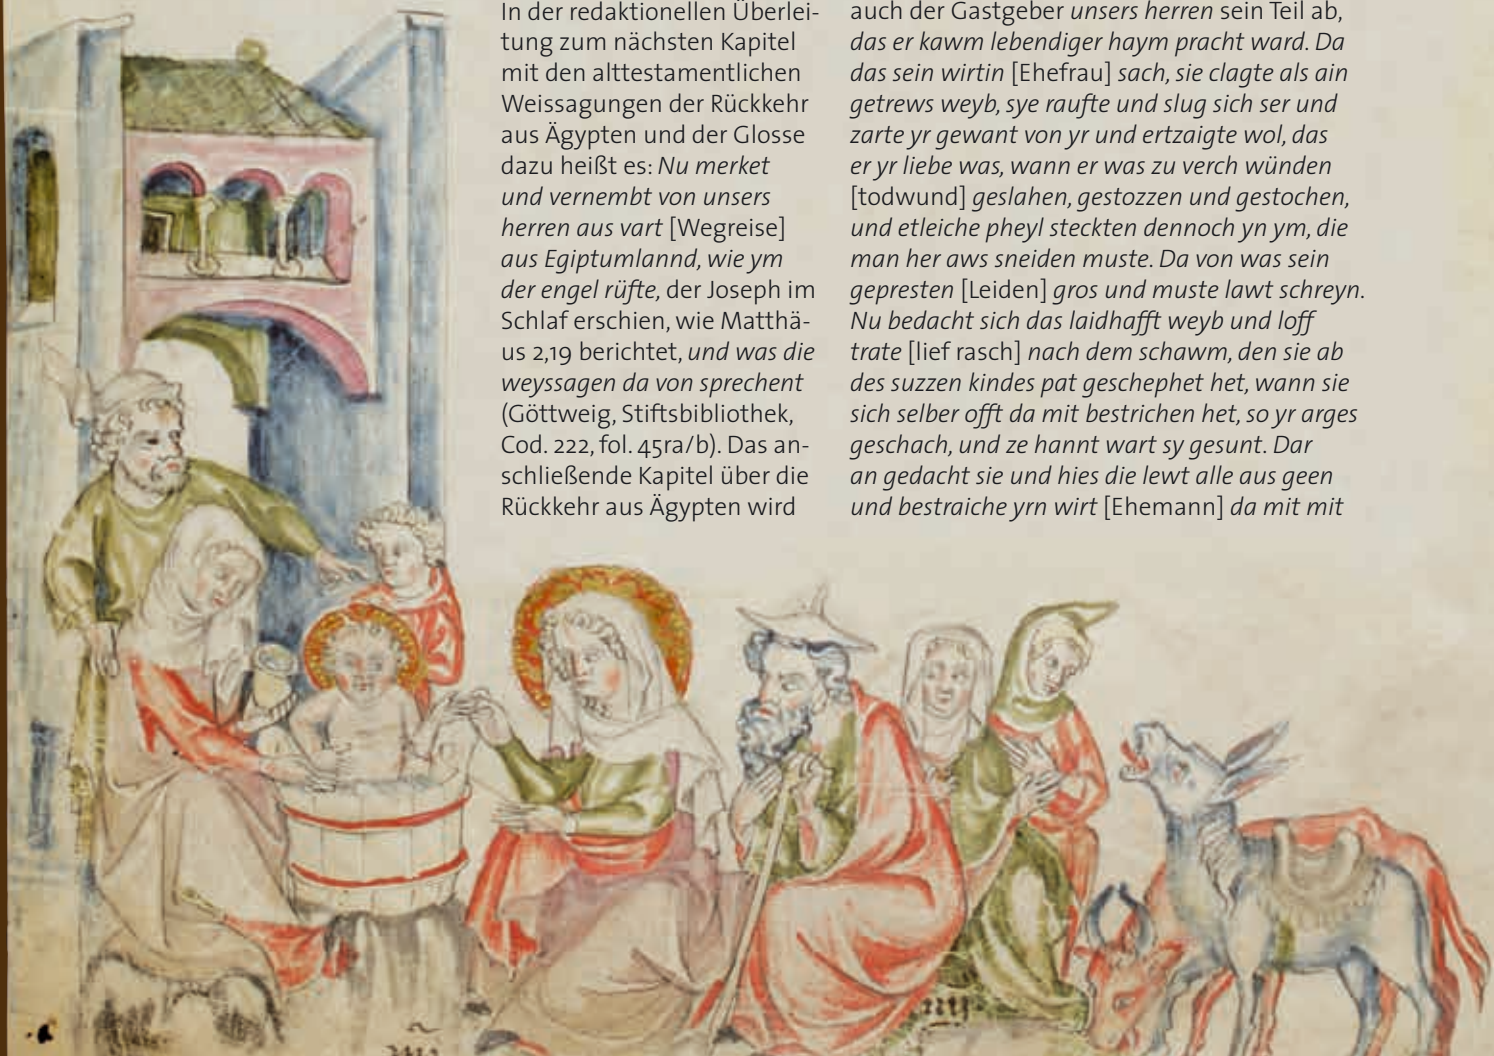 In der redaktionellen Überlei-
tung zum nächsten Kapitel
mit den alttestamentlichen
Weissagungen der Rückkehr
aus Ägypten und der Glosse
dazu heißt es: Nu merket
und vernembt von unsers
herren aus vart [Wegreise]
aus Egiptumlannd, wie ym
der engel rüfte, der Joseph im
Schlaf erschien, wie Matthä-
us 2,19 berichtet, und was die
weyssagen da von sprechent
(Göttweig, Stiftsbibliothek,
Cod. 222, fol. 45ra/b). Das an-
schließende Kapitel über die
Rückkehr aus Ägypten wird
auch der Gastgeber unsers herren sein Teil ab,
das er kawm lebendiger haym pracht ward. Da
das sein wirtin [Ehefrau] sach, sie clagte als ain
getrews weyb, sye raufte und slug sich ser und
zarte yr gewant von yr und ertzaigte wol, das
er yr liebe was, wann er was zu verch wünden
[todwund] geslahen, gestozzen und gestochen,
und etleiche pheyl steckten dennoch yn ym, die
man her aws sneiden muste. Da von was sein
gepresten [Leiden] gros und muste lawt schreyn.
Nu bedacht sich das laidhafft weyb und loff
trate [lief rasch] nach dem schawm, den sie ab
des suzzen kindes pat geschephet het, wann sie
sich selber offt da mit bestrichen het, so yr arges
geschach, und ze hannt wart sy gesunt. Dar
an gedacht sie und hies die lewt alle aus geen
und bestraiche yrn wirt [Ehemann] da mit mit